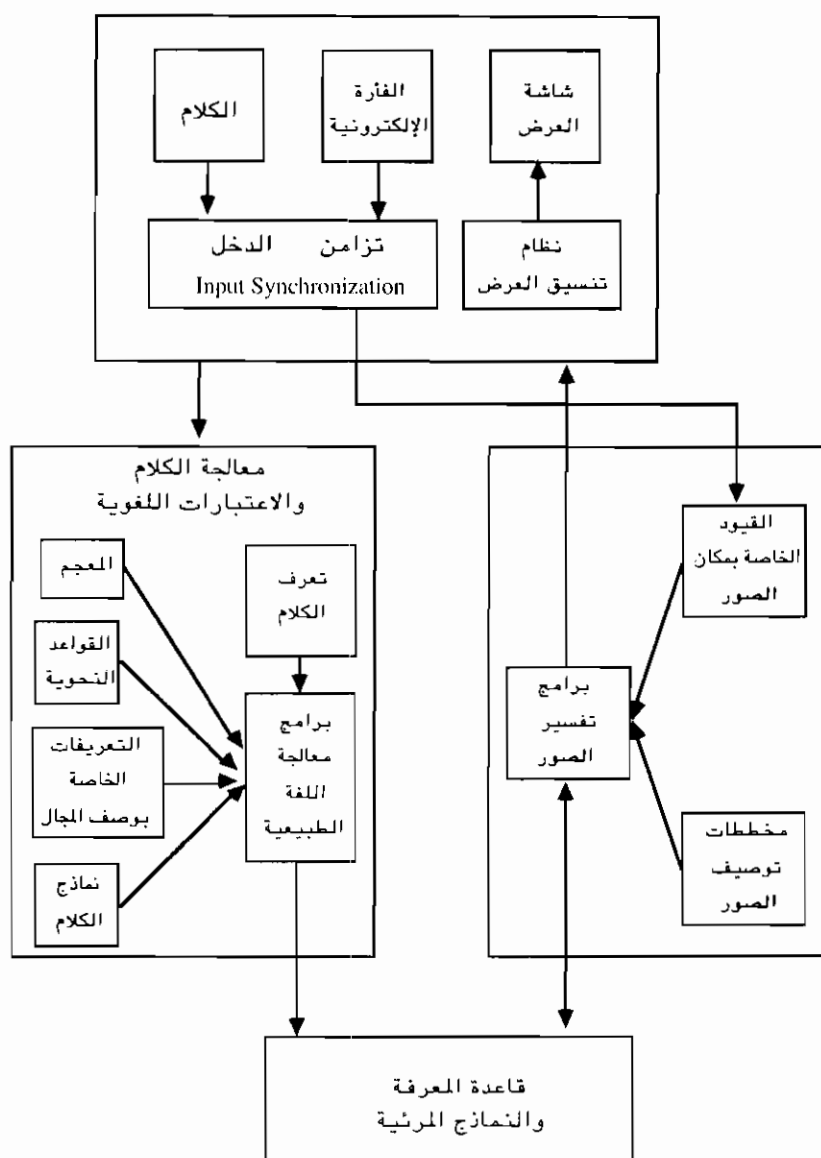 الكلام
الفأرة
الإلكترونية
شاشة
العرض
تزامن الدخل
Input Synchronization
نظام
تنسيق العرض
معالجة الكلام
والاعتبارات اللغوية
المعجم
القواعد
النحوية
التعريفات
الخاصة
بوصف المجال
نماذج
الكلام
تعرف
الكلام
برامج
معالجة
اللغة
الطبيعية
القيود
الخاصة بمكان
الصور
برامج
تفسير
الصور
مخططات
توصيف
الصور
قاعدة المعرفة
والنماذج المرئية